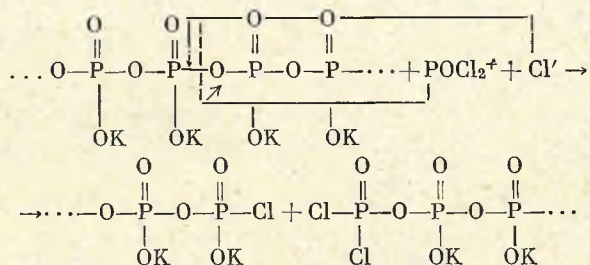 O O O O
‖ ‖ ‖ ‖
...O—P—O—P—O—P—O—P—···+POCl₂⁺+Cl′→
OK OK OK OK
O O O O O
‖ ‖ ‖ ‖ ‖
→···—O—P—O—P—Cl+Cl—P—O—P—O—P—···
OK OK Cl OK OK